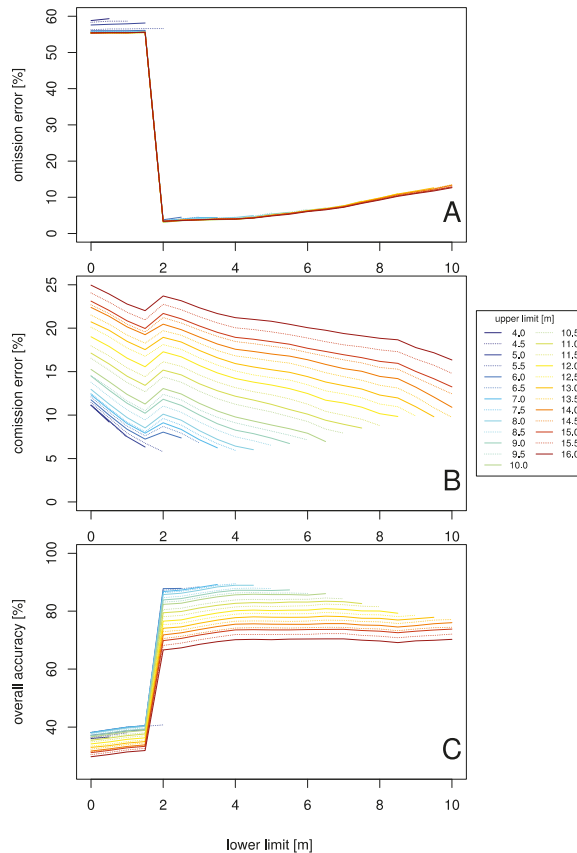 omission error [%]
60
50
40
30
20
10
0
A
0 2 4 6 8 10
comission error [%]
25
20
15
10
5
0
B
0 2 4 6 8 10
upper limit [m]
4.0 10.5
4.5 11.0
5.0 11.5
5.5 12.0
6.0 12.5
6.5 13.0
7.0 13.5
7.5 14.0
8.0 14.5
8.5 15.0
9.0 15.5
9.5 16.0
10.0
overall accuracy [%]
100
80
60
40
C
0 2 4 6 8 10
lower limit [m]